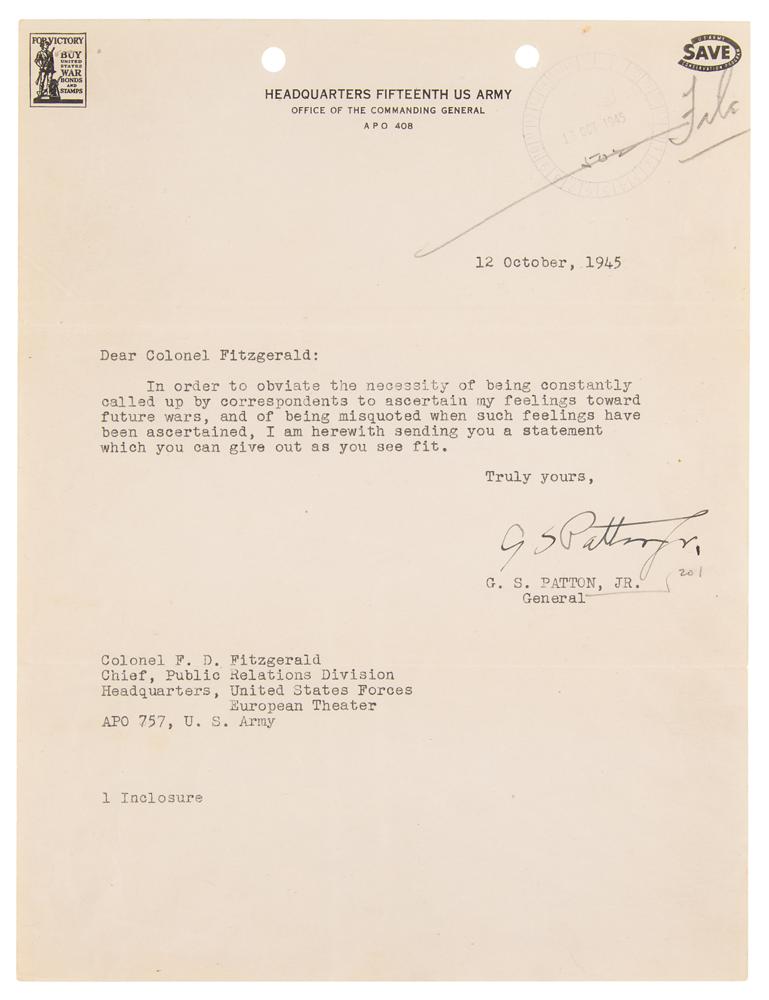 FOR VICTORY
BUY
UNITED
STATES
WAR
BONDS
AND
STAMPS
U.S. ARMY
SAVE
CONSERVATION PROGRAM
HEADQUARTERS FIFTEENTH US ARMY
OFFICE OF THE COMMANDING GENERAL
APO 408
File
OCT 1945
12 October, 1945
Dear Colonel Fitzgerald:
In order to obviate the necessity of being constantly
called up by correspondents to ascertain my feelings toward
future wars, and of being misquoted when such feelings have
been ascertained, I am herewith sending you a statement
which you can give out as you see fit.
Truly yours,
G S Patton Jr.
G. S. PATTON, JR.
General
201
Colonel F. D. Fitzgerald
Chief, Public Relations Division
Headquarters, United States Forces
European Theater
APO 757, U. S. Army
1 Inclosure